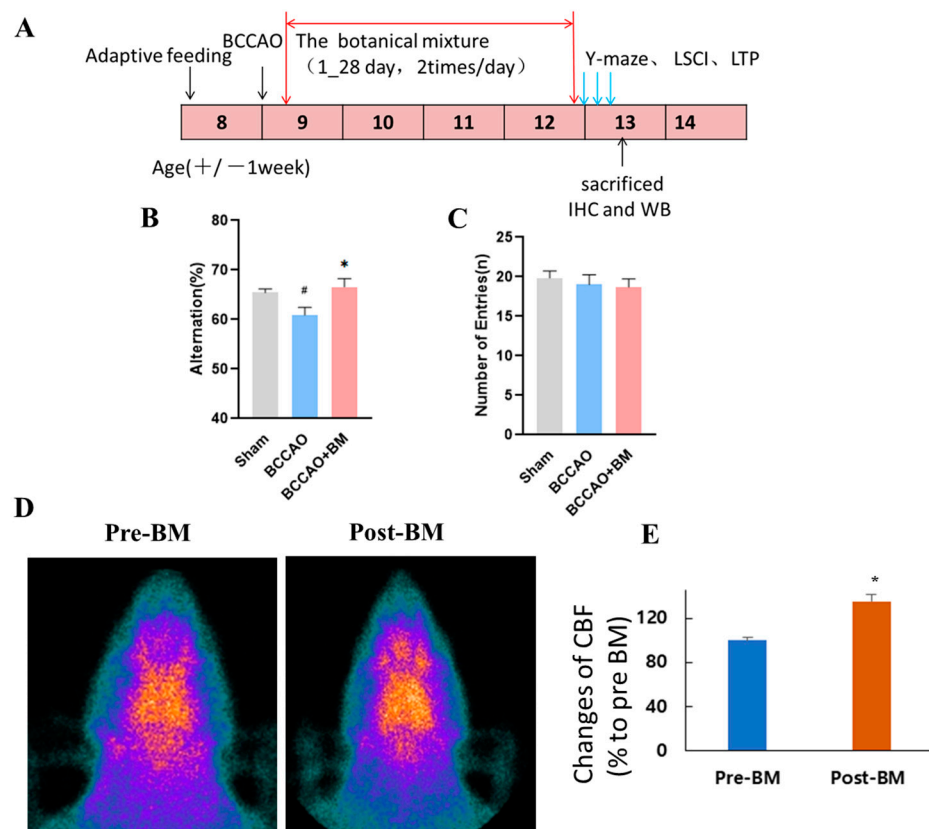 A
Adaptive feeding
BCCAO
The botanical mixture
（1_28 day，2times/day）
Y-maze、LSCI、LTP
8 9 10 11 12 13 14
Age(+/－1week)
sacrificed
IHC and WB
B
Alternation(%)
80
70
60
50
40
#
*
Sham
BCCAO
BCCAO+BM
C
Number of Entries(n)
25
20
15
10
5
0
Sham
BCCAO
BCCAO+BM
D
Pre-BM
Post-BM
E
Changes of CBF
(% to pre BM)
120
80
40
0
*
Pre-BM
Post-BM